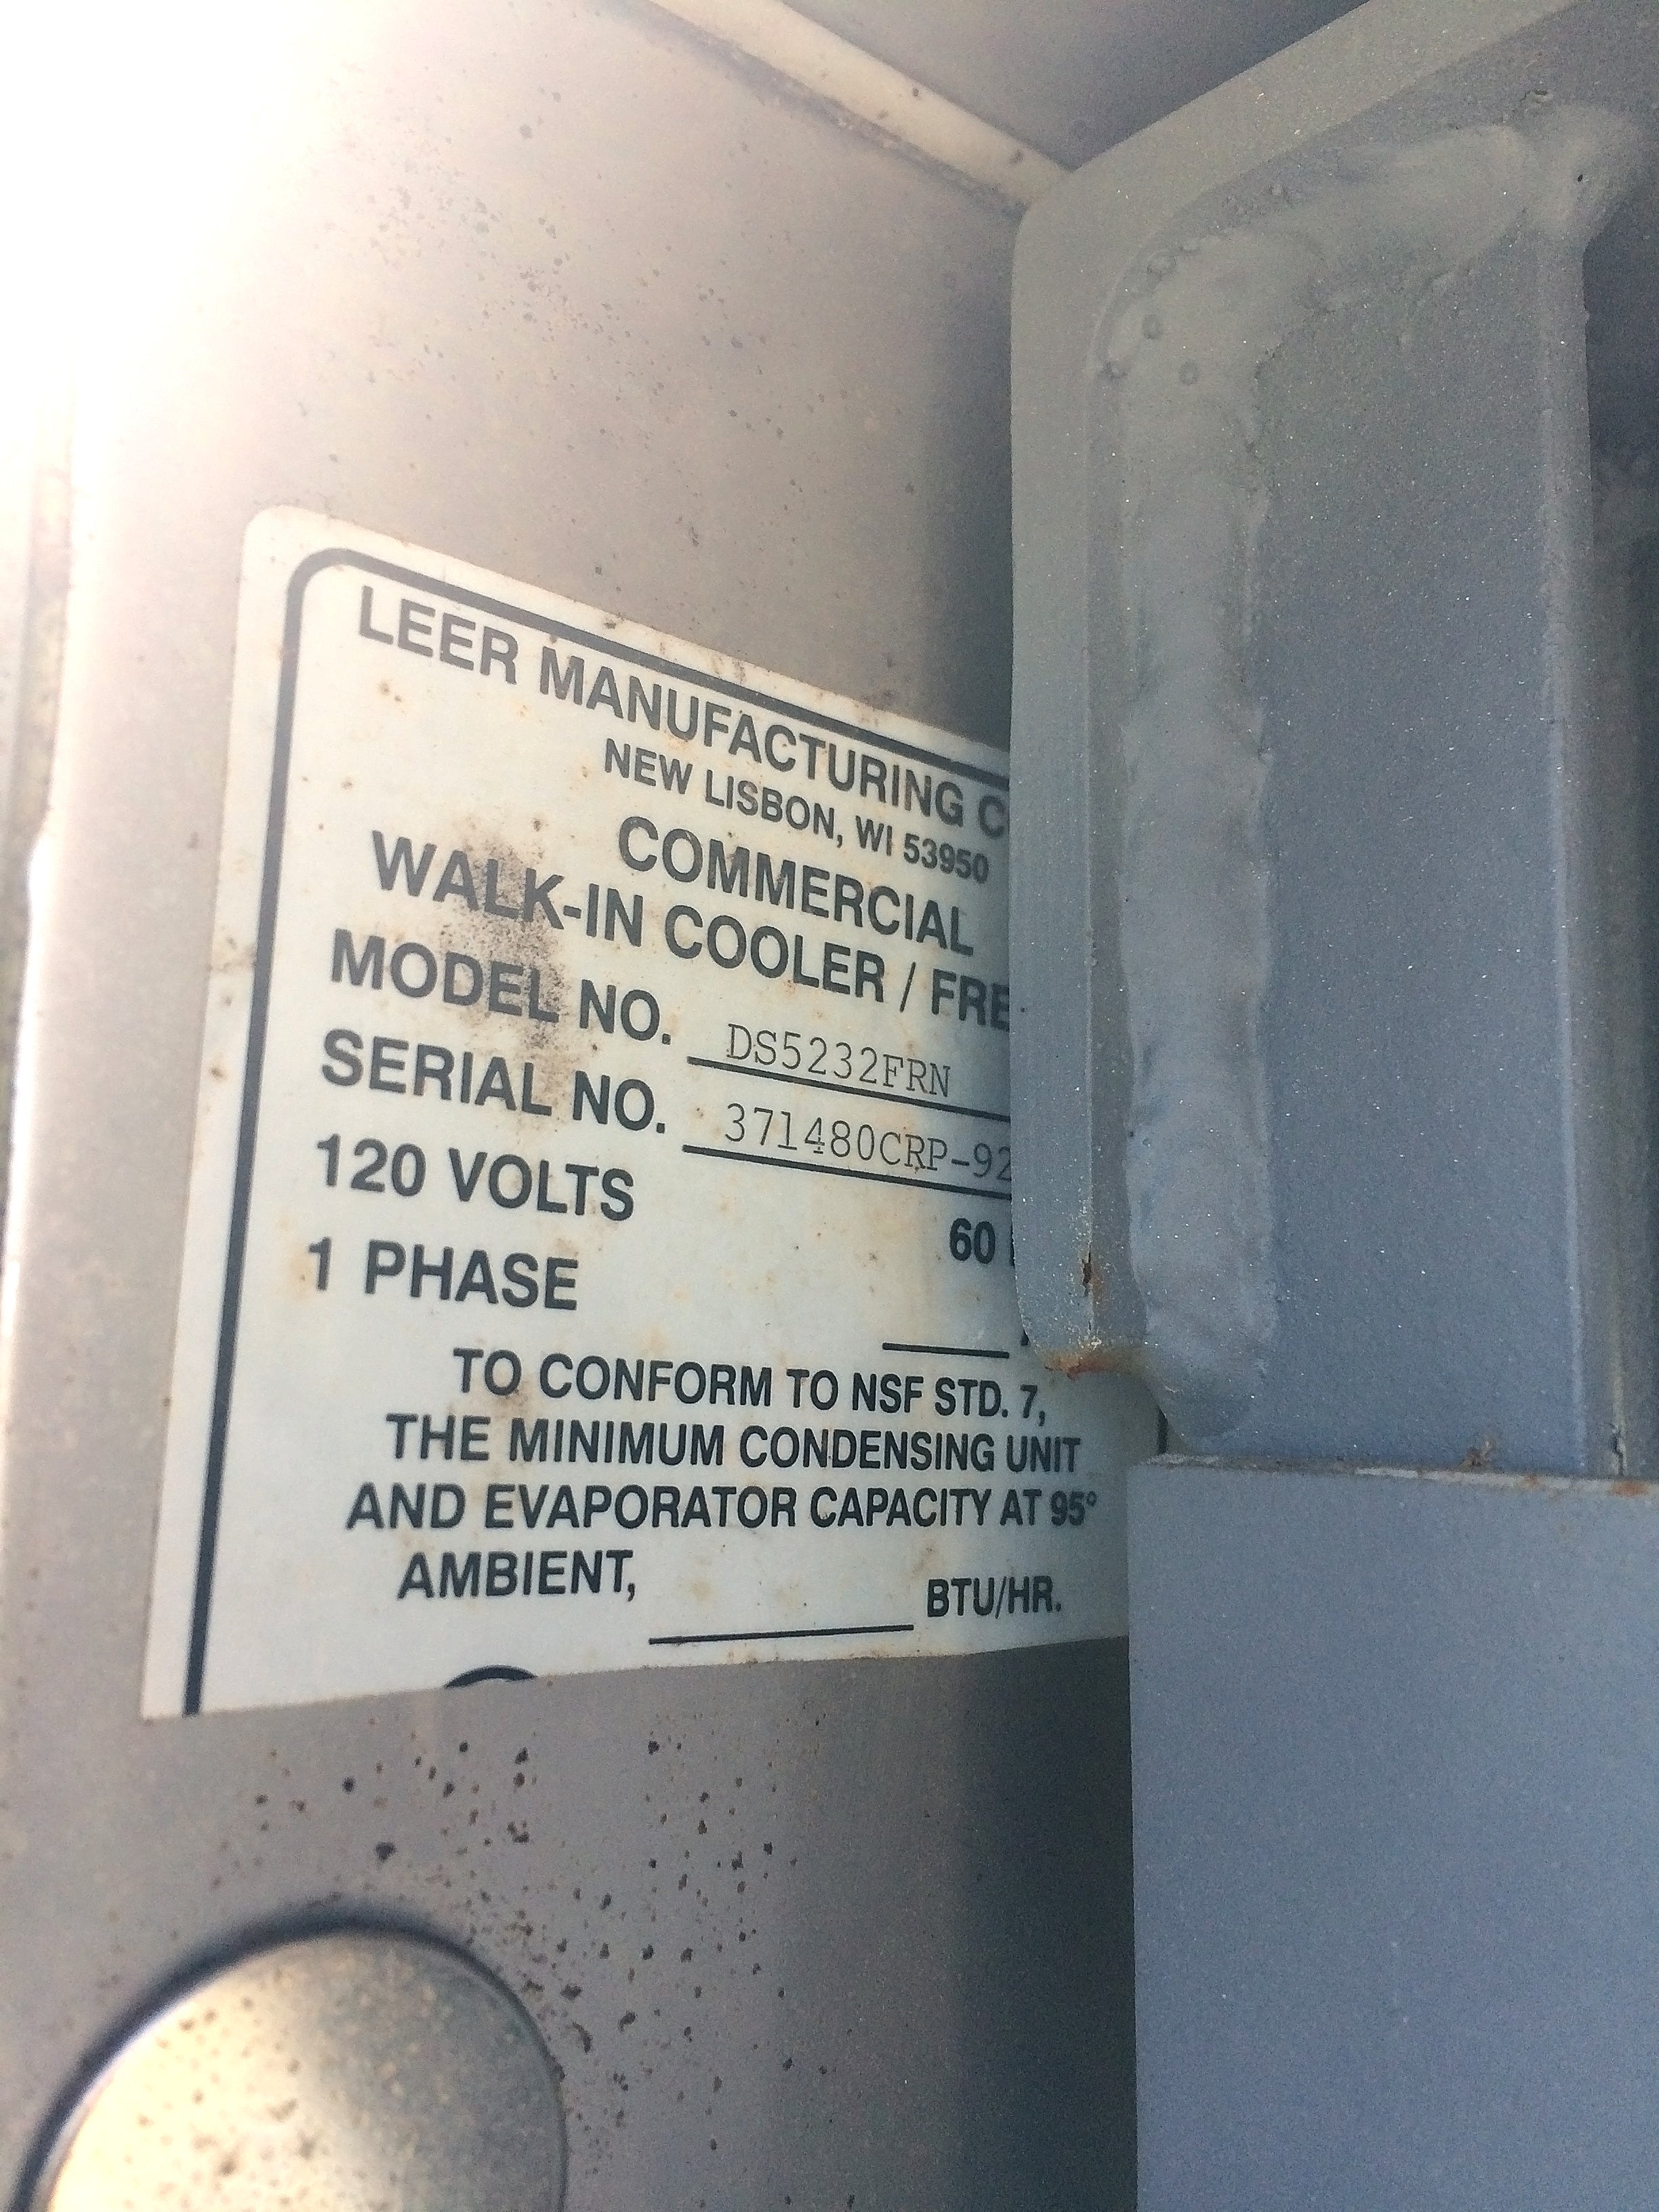 LEER MANUFACTURING C
NEW LISBON, WI 53950
COMMERCIAL
WALK-IN COOLER / FRE
MODEL NO. DS5232FRN
SERIAL NO. 371480CRP-92
120 VOLTS 60
1 PHASE
TO CONFORM TO NSF STD. 7,
THE MINIMUM CONDENSING UNIT
AND EVAPORATOR CAPACITY AT 95°
AMBIENT, BTU/HR.